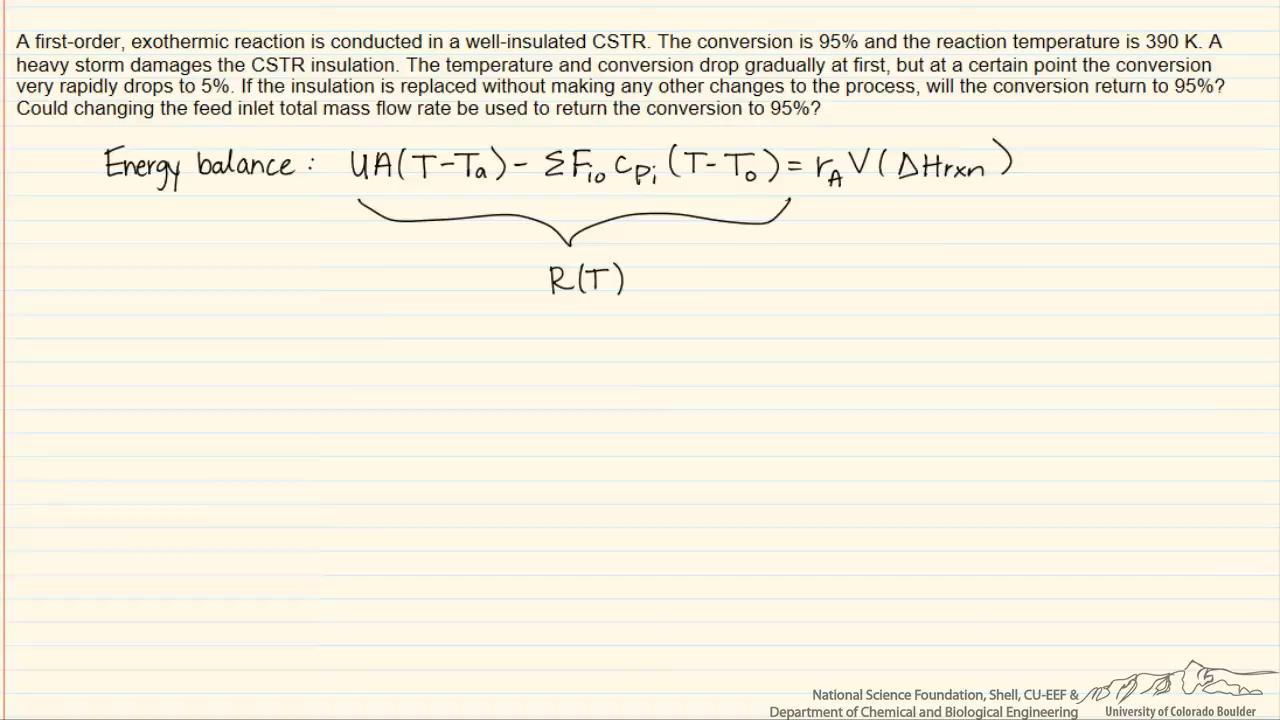 A first-order, exothermic reaction is conducted in a well-insulated CSTR. The conversion is 95% and the reaction temperature is 390 K. A
heavy storm damages the CSTR insulation. The temperature and conversion drop gradually at first, but at a certain point the conversion
very rapidly drops to 5%. If the insulation is replaced without making any other changes to the process, will the conversion return to 95%?
Could changing the feed inlet total mass flow rate be used to return the conversion to 95%?
Energy balance: UA(T-Ta) - ΣFi0 Cpi (T-T0) = rA V(ΔHrxn)
R(T)
National Science Foundation, Shell, CU-EEF &
Department of Chemical and Biological Engineering
University of Colorado Boulder